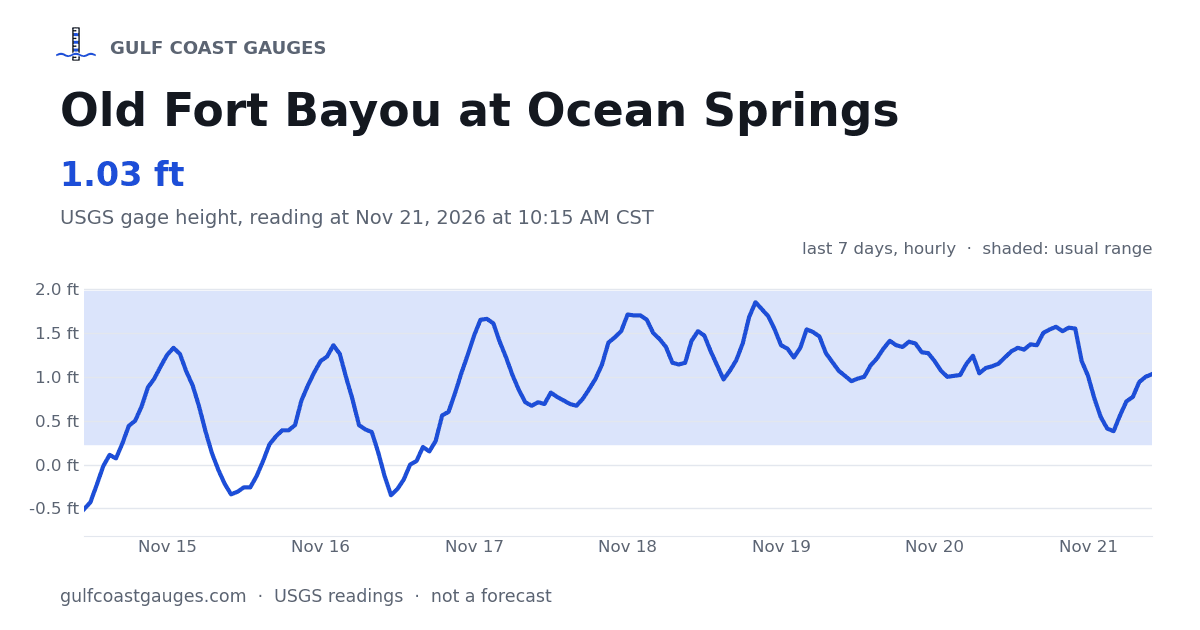 GULF COAST GAUGES
Old Fort Bayou at Ocean Springs
1.03 ft
USGS gage height, reading at Nov 21, 2026 at 10:15 AM CST
last 7 days, hourly · shaded: usual range
2.0 ft
1.5 ft
1.0 ft
0.5 ft
0.0 ft
-0.5 ft
Nov 15 Nov 16 Nov 17 Nov 18 Nov 19 Nov 20 Nov 21
gulfcoastgauges.com · USGS readings · not a forecast